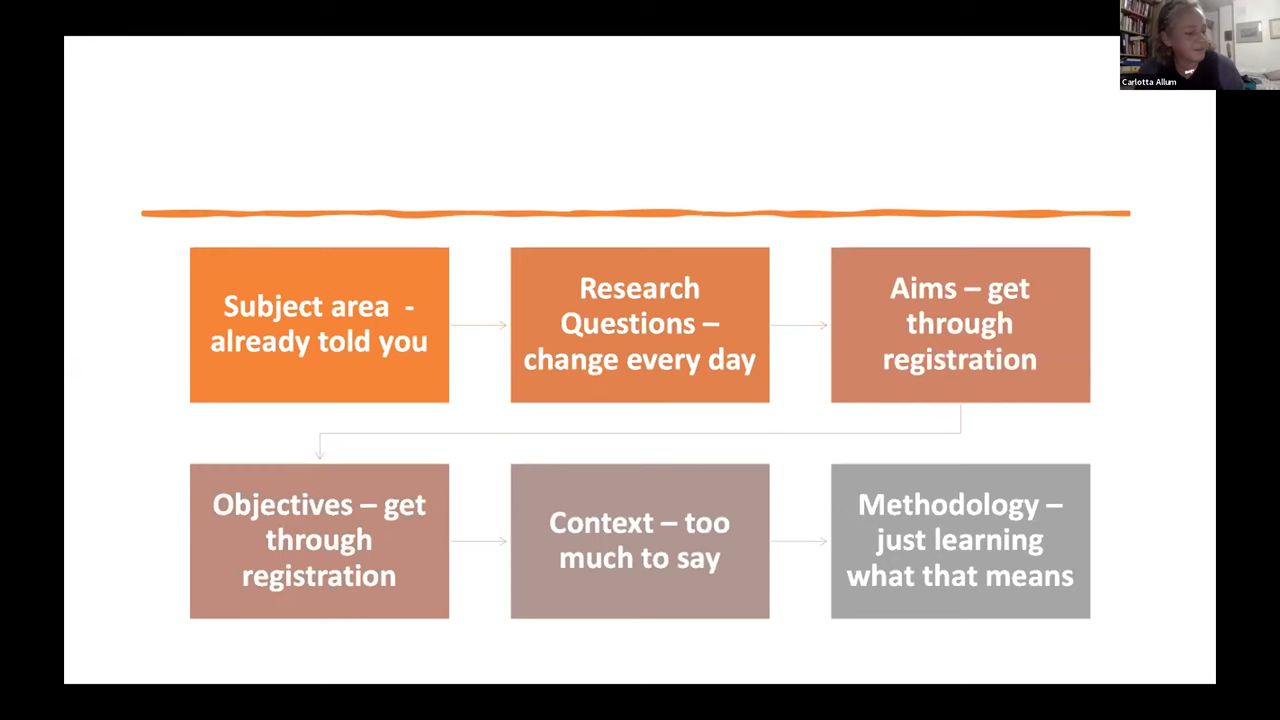 Carlotta Allum
Subject area  -
already told you
Research
Questions –
change every day
Aims – get
through
registration
Objectives – get
through
registration
Context – too
much to say
Methodology –
just learning
what that means